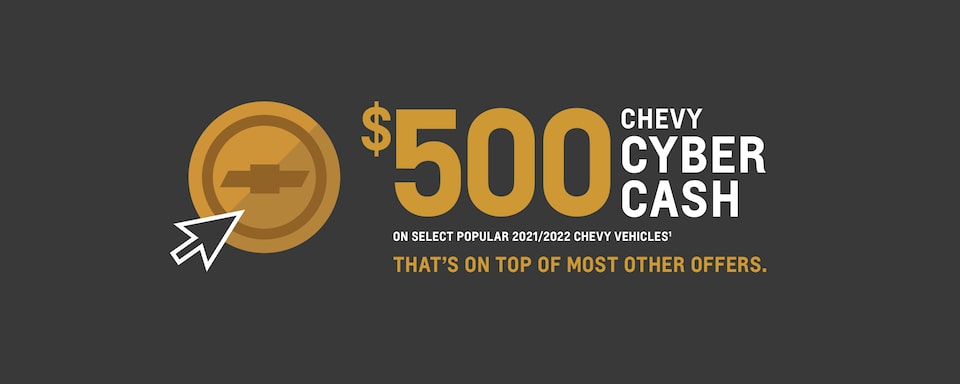 $500 CHEVY
CYBER
CASH
ON SELECT POPULAR 2021/2022 CHEVY VEHICLES¹
THAT'S ON TOP OF MOST OTHER OFFERS.